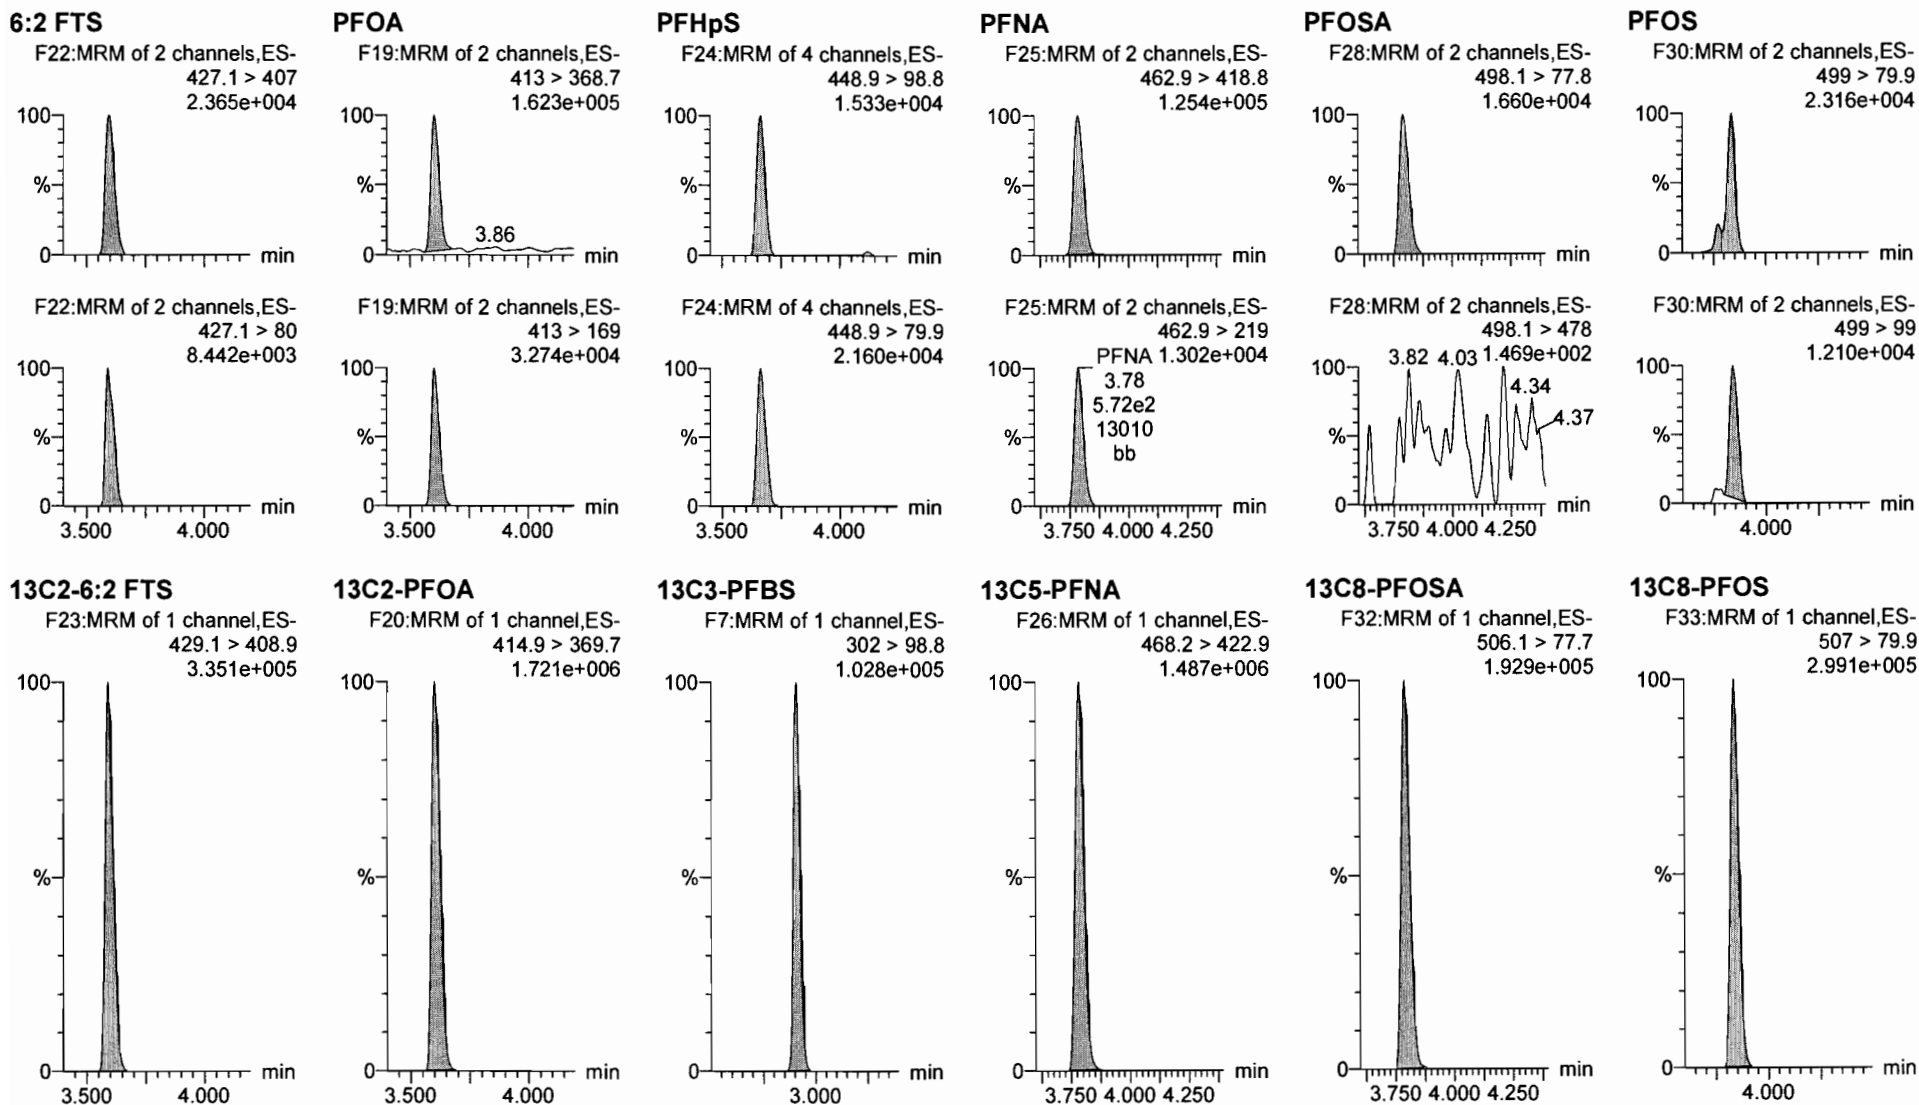 6:2 FTS
F22:MRM of 2 channels,ES-
427.1 > 407
2.365e+004
100
%
0
min
PFOA
F19:MRM of 2 channels,ES-
413 > 368.7
1.623e+005
100
%
3.86
0
min
PFHpS
F24:MRM of 4 channels,ES-
448.9 > 98.8
1.533e+004
100
%
0
min
PFNA
F25:MRM of 2 channels,ES-
462.9 > 418.8
1.254e+005
100
%
0
min
PFOSA
F28:MRM of 2 channels,ES-
498.1 > 77.8
1.660e+004
100
%
0
min
PFOS
F30:MRM of 2 channels,ES-
499 > 79.9
2.316e+004
100
%
0
min
F22:MRM of 2 channels,ES-
427.1 > 80
8.442e+003
100
%
0
min
3.500 4.000
F19:MRM of 2 channels,ES-
413 > 169
3.274e+004
100
%
0
min
3.500 4.000
F24:MRM of 4 channels,ES-
448.9 > 79.9
2.160e+004
100
%
0
min
3.500 4.000
F25:MRM of 2 channels,ES-
462.9 > 219
PFNA 1.302e+004
100
3.78
5.72e2
13010
bb
%
0
min
3.750 4.000 4.250
F28:MRM of 2 channels,ES-
498.1 > 478
3.82 4.03 1.469e+002
100
4.34
4.37
%
0
min
3.750 4.000 4.250
F30:MRM of 2 channels,ES-
499 > 99
1.210e+004
100
%
0
min
4.000
13C2-6:2 FTS
F23:MRM of 1 channel,ES-
429.1 > 408.9
3.351e+005
100
%
0
min
3.500 4.000
13C2-PFOA
F20:MRM of 1 channel,ES-
414.9 > 369.7
1.721e+006
100
%
0
min
3.500 4.000
13C3-PFBS
F7:MRM of 1 channel,ES-
302 > 98.8
1.028e+005
100
%
0
min
3.000
13C5-PFNA
F26:MRM of 1 channel,ES-
468.2 > 422.9
1.487e+006
100
%
0
min
3.750 4.000 4.250
13C8-PFOSA
F32:MRM of 1 channel,ES-
506.1 > 77.7
1.929e+005
100
%
0
min
3.750 4.000 4.250
13C8-PFOS
F33:MRM of 1 channel,ES-
507 > 79.9
2.991e+005
100
%
0
min
4.000